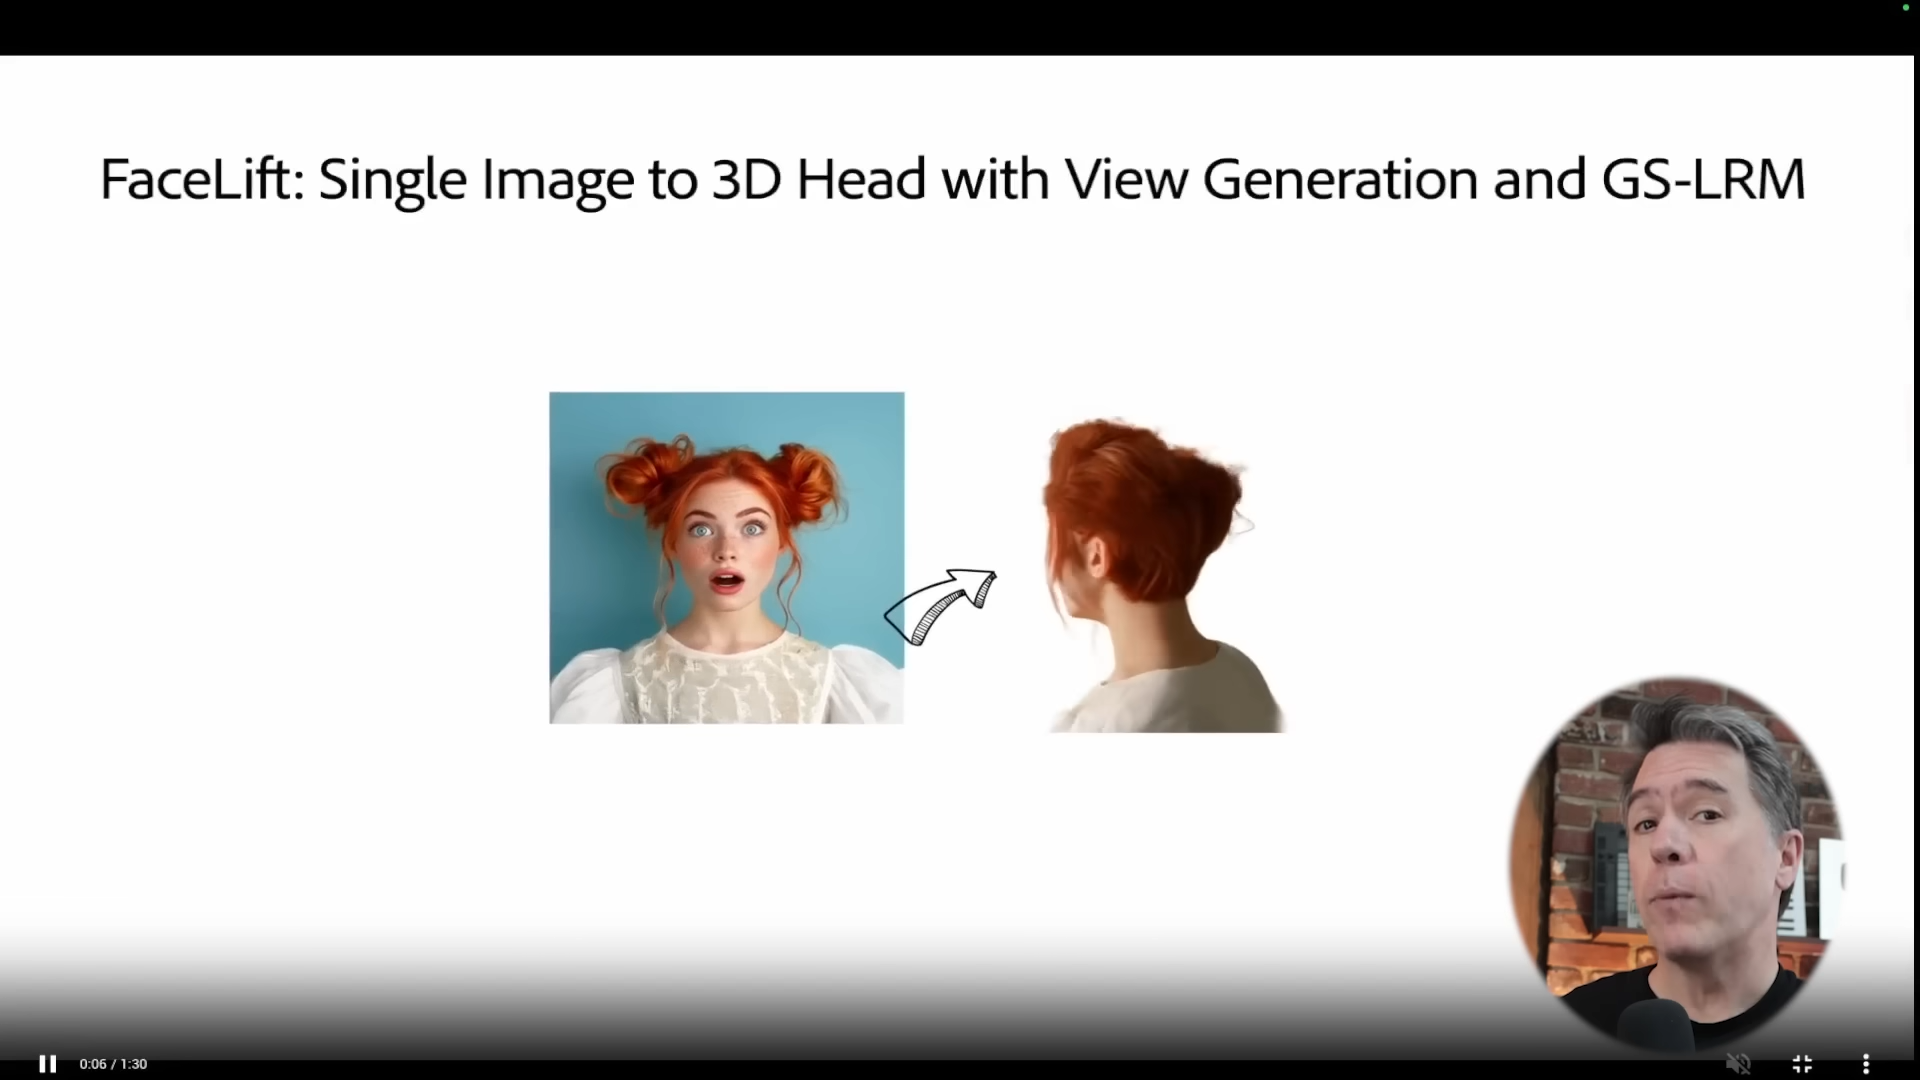 FaceLift: Single Image to 3D Head with View Generation and GS-LRM
0:06 / 1:30